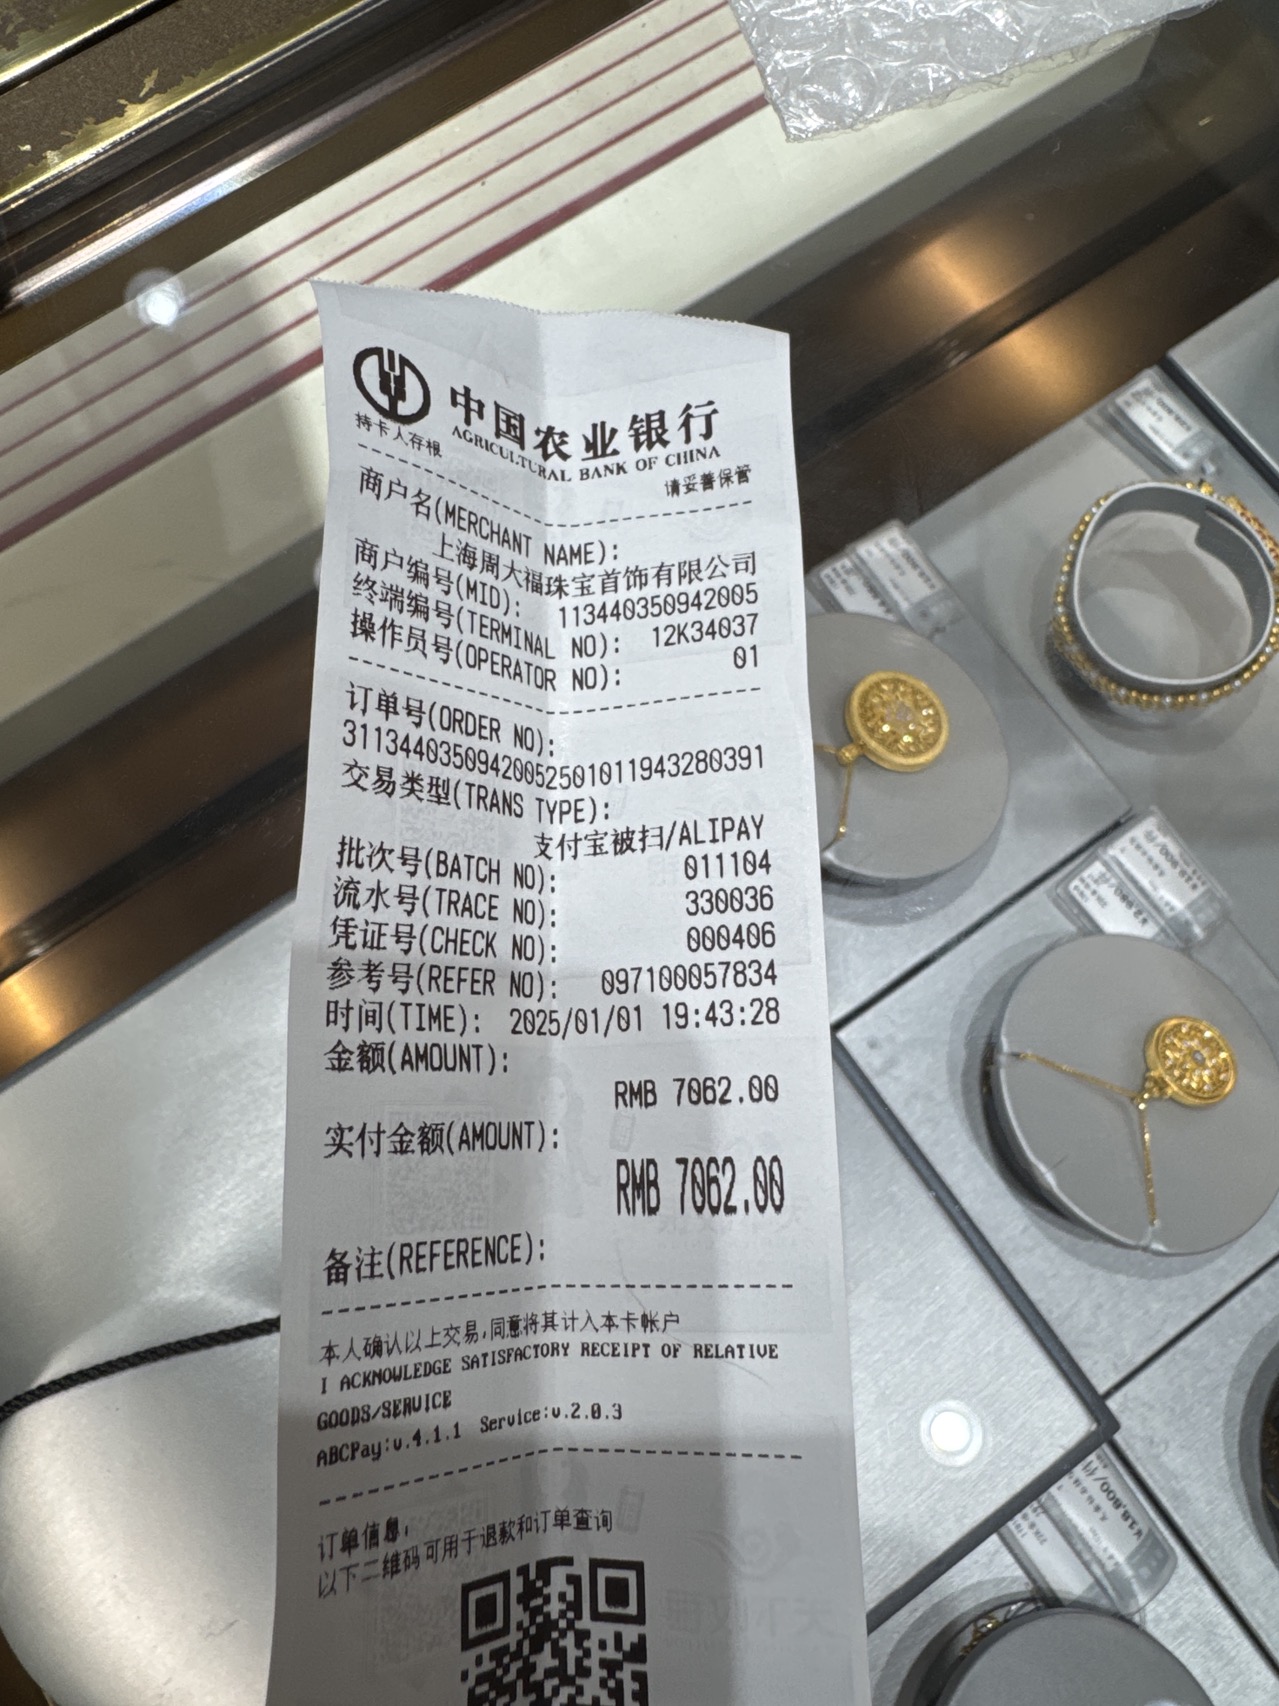 中国农业银行
AGRICULTURAL BANK OF CHINA
持卡人存根
请妥善保管
商户名(MERCHANT NAME):
上海周大福珠宝首饰有限公司
商户编号(MID): 113440350942005
终端编号(TERMINAL NO): 12K34037
操作员号(OPERATOR NO): 01
订单号(ORDER NO):
31134403509420052501011943280391
交易类型(TRANS TYPE):
支付宝被扫/ALIPAY
批次号(BATCH NO): 011104
流水号(TRACE NO): 330036
凭证号(CHECK NO): 000406
参考号(REFER NO): 097100057834
时间(TIME): 2025/01/01 19:43:28
金额(AMOUNT):
RMB 7062.00
实付金额(AMOUNT):
RMB 7062.00
备注(REFERENCE):
本人确认以上交易,同意将其计入本卡帐户
I ACKNOWLEDGE SATISFACTORY RECEIPT OF RELATIVE
GOODS/SERVICE
ABCPay:v.4.1.1 Service:v.2.0.3
订单信息,
以下二维码可用于退款和订单查询
¥18,800/件